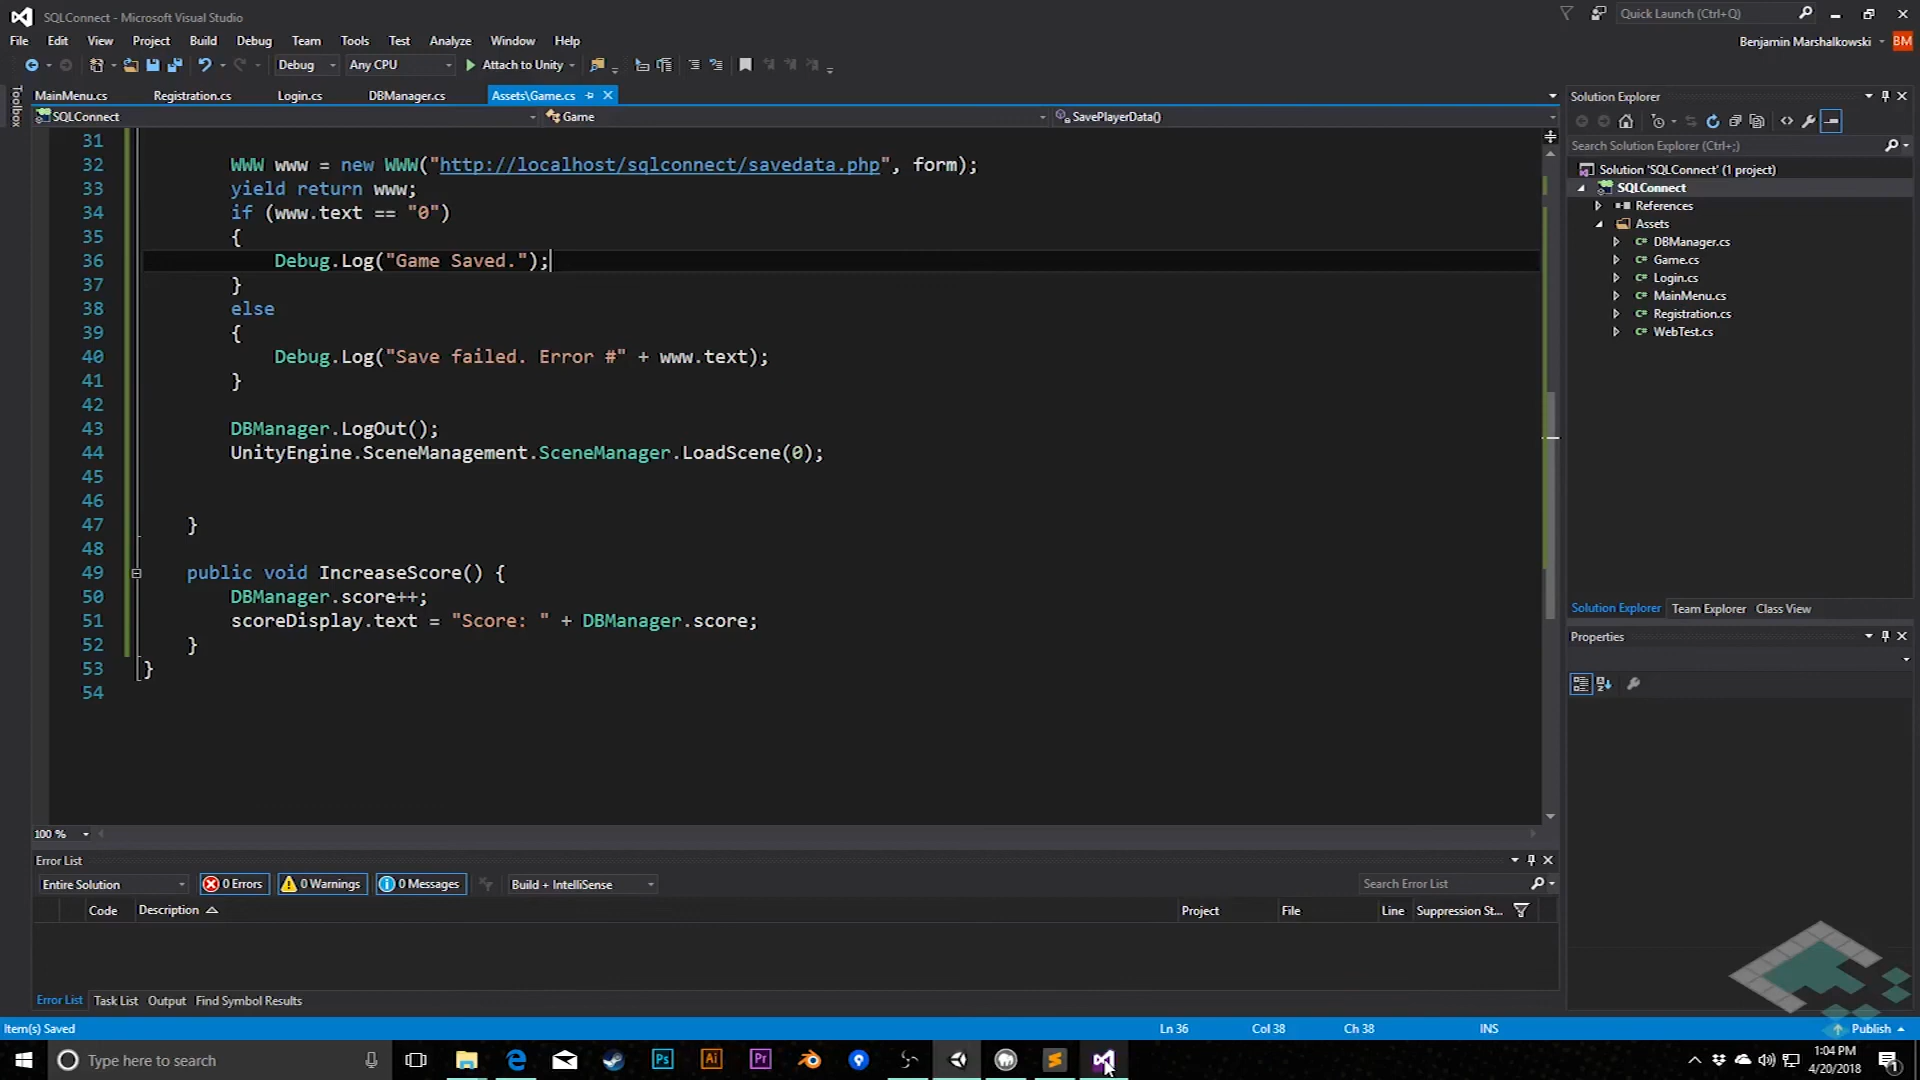 SQLConnect - Microsoft Visual Studio
Quick Launch (Ctrl+Q)
File Edit View Project Build Debug Team Tools Test Analyze Window Help
Benjamin Marshalkowski BM
Debug Any CPU Attach to Unity
Toolbox
MainMenu.cs Registration.cs Login.cs DBManager.cs Assets\Game.cs
SQLConnect Game SavePlayerData()
31
32 WWW www = new WWW("http://localhost/sqlconnect/savedata.php", form);
33 yield return www;
34 if (www.text == "0")
35 {
36 Debug.Log("Game Saved.");
37 }
38 else
39 {
40 Debug.Log("Save failed. Error #" + www.text);
41 }
42
43 DBManager.LogOut();
44 UnityEngine.SceneManagement.SceneManager.LoadScene(0);
45
46
47 }
48
49 public void IncreaseScore() {
50 DBManager.score++;
51 scoreDisplay.text = "Score: " + DBManager.score;
52 }
53 }
54
100 %
Solution Explorer
Search Solution Explorer (Ctrl+;)
Solution 'SQLConnect' (1 project)
SQLConnect
References
Assets
C# DBManager.cs
C# Game.cs
C# Login.cs
C# MainMenu.cs
C# Registration.cs
C# WebTest.cs
Solution Explorer Team Explorer Class View
Properties
Error List
Entire Solution 0 Errors 0 Warnings 0 Messages Build + IntelliSense Search Error List
Code Description Project File Line Suppression St...
Error List Task List Output Find Symbol Results
Item(s) Saved Ln 36 Col 38 Ch 38 INS Publish
Type here to search Ps Ai Pr
1:04 PM
4/20/2018
1